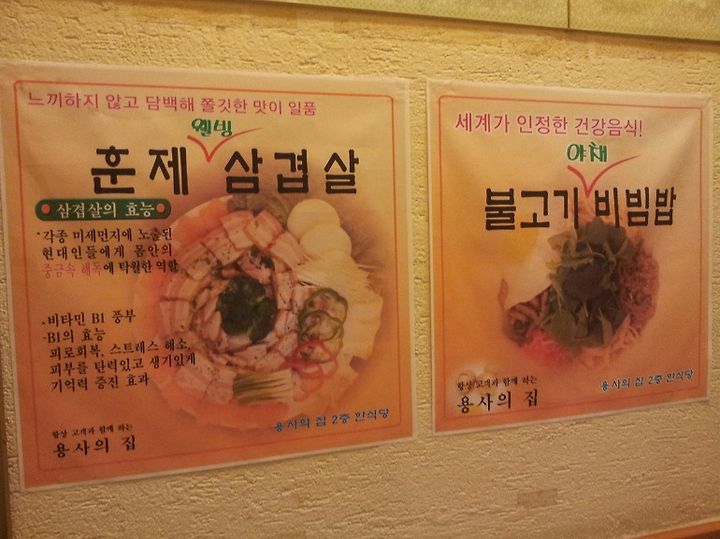 느끼하지 않고 담백해 쫄깃한 맛이 일품
웰빙
훈제 삼겹살
삼겹살의 효능
·각종 미세먼지에 노출된
현대인들에게 몸안의
중금속 해독에 탁월한 역할
.비타민 B1 풍부
-B1의 효능
피로회복, 스트레스 해소,
피부를 탄력있고 생기있게
기억력 증진 효과
항상 고객과 함께 하는
용사의 집
용사의 집 2층 한식당
세계가 인정한 건강음식!
야채
불고기 비빔밥
항상 고객과 함께 하는
용사의 집
용사의 집 2층 한식당